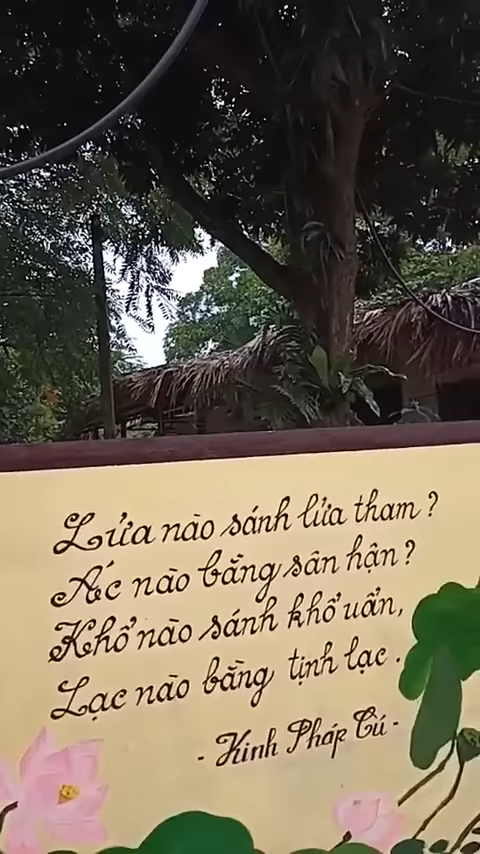 Lửa nào sánh lửa tham?
Ác nào bằng sân hận?
Khổ nào sánh khổ uẩn,
Lạc nào bằng tịnh lạc.
- Kinh Pháp Cú -